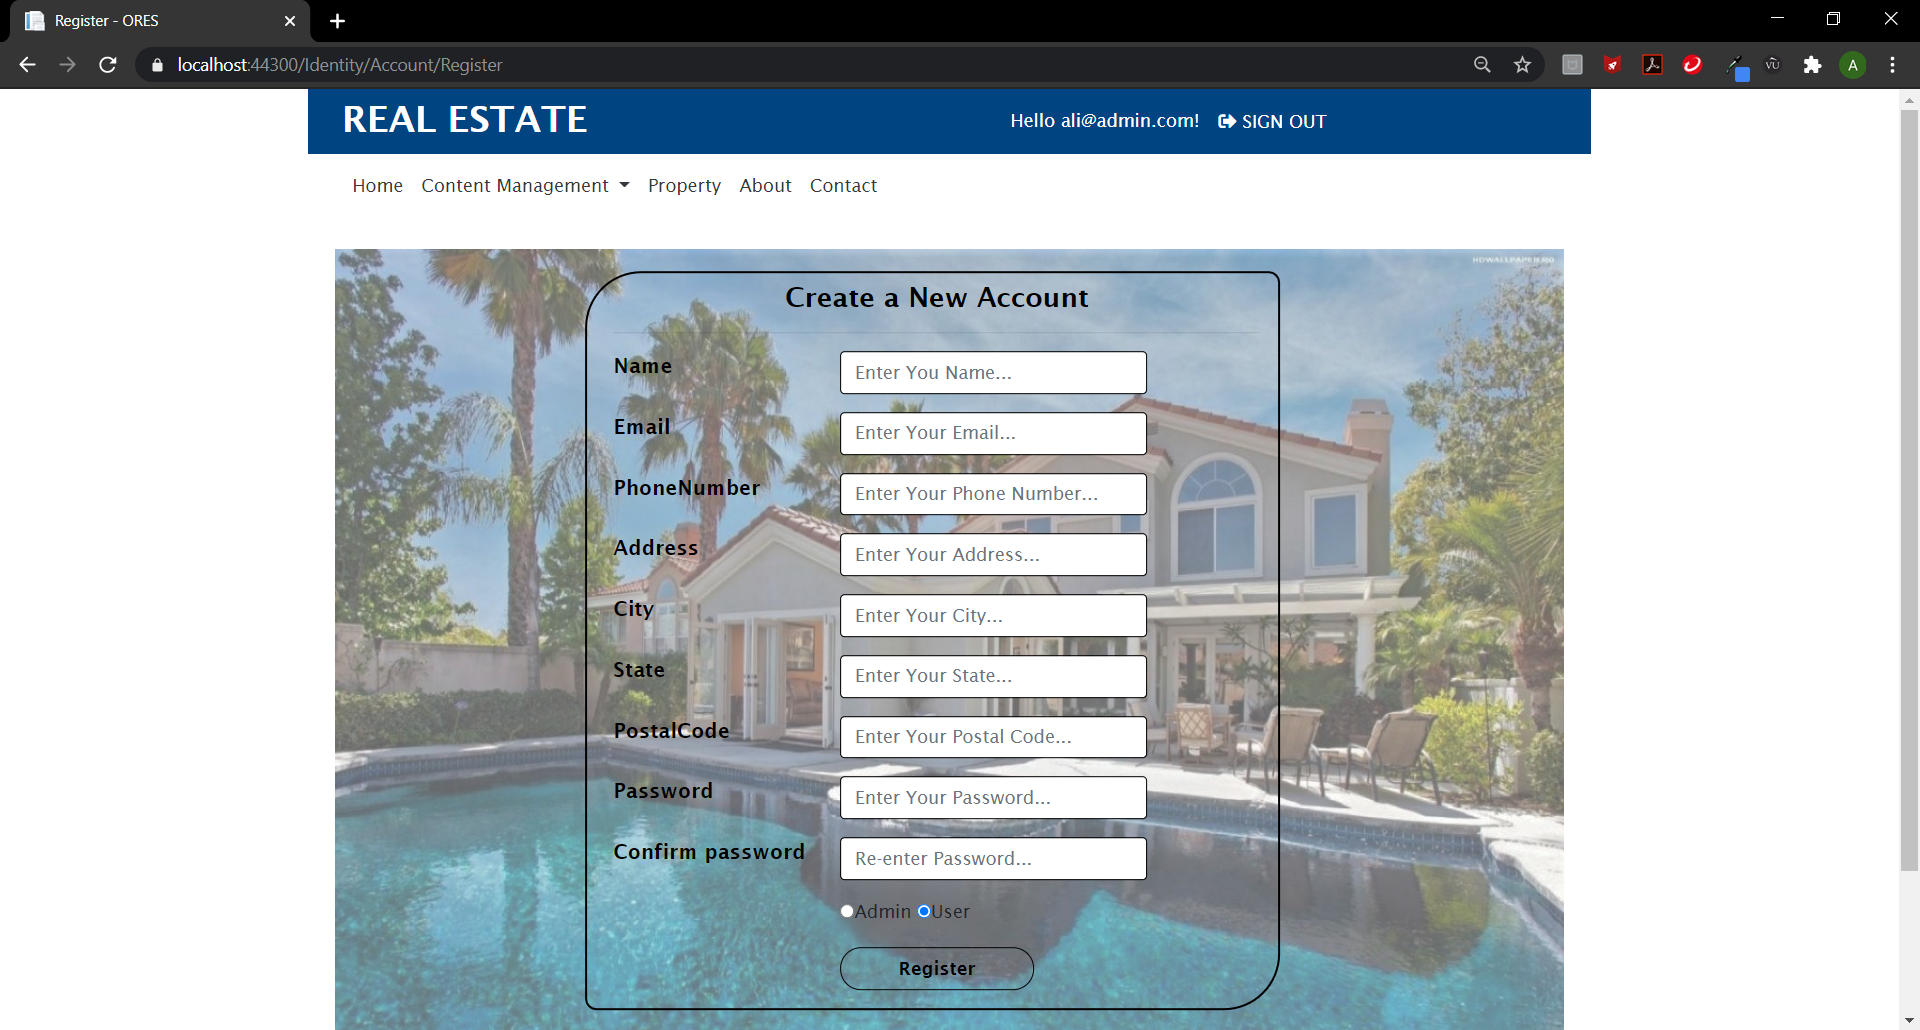 Register - ORES
localhost:44300/Identity/Account/Register
A
REAL ESTATE
Hello ali@admin.com! SIGN OUT
Home Content Management Property About Contact
HDWALLPAPER.RO
Create a New Account
Name
Enter You Name...
Email
Enter Your Email...
PhoneNumber
Enter Your Phone Number...
Address
Enter Your Address...
City
Enter Your City...
State
Enter Your State...
PostalCode
Enter Your Postal Code...
Password
Enter Your Password...
Confirm password
Re-enter Password...
Admin User
Register